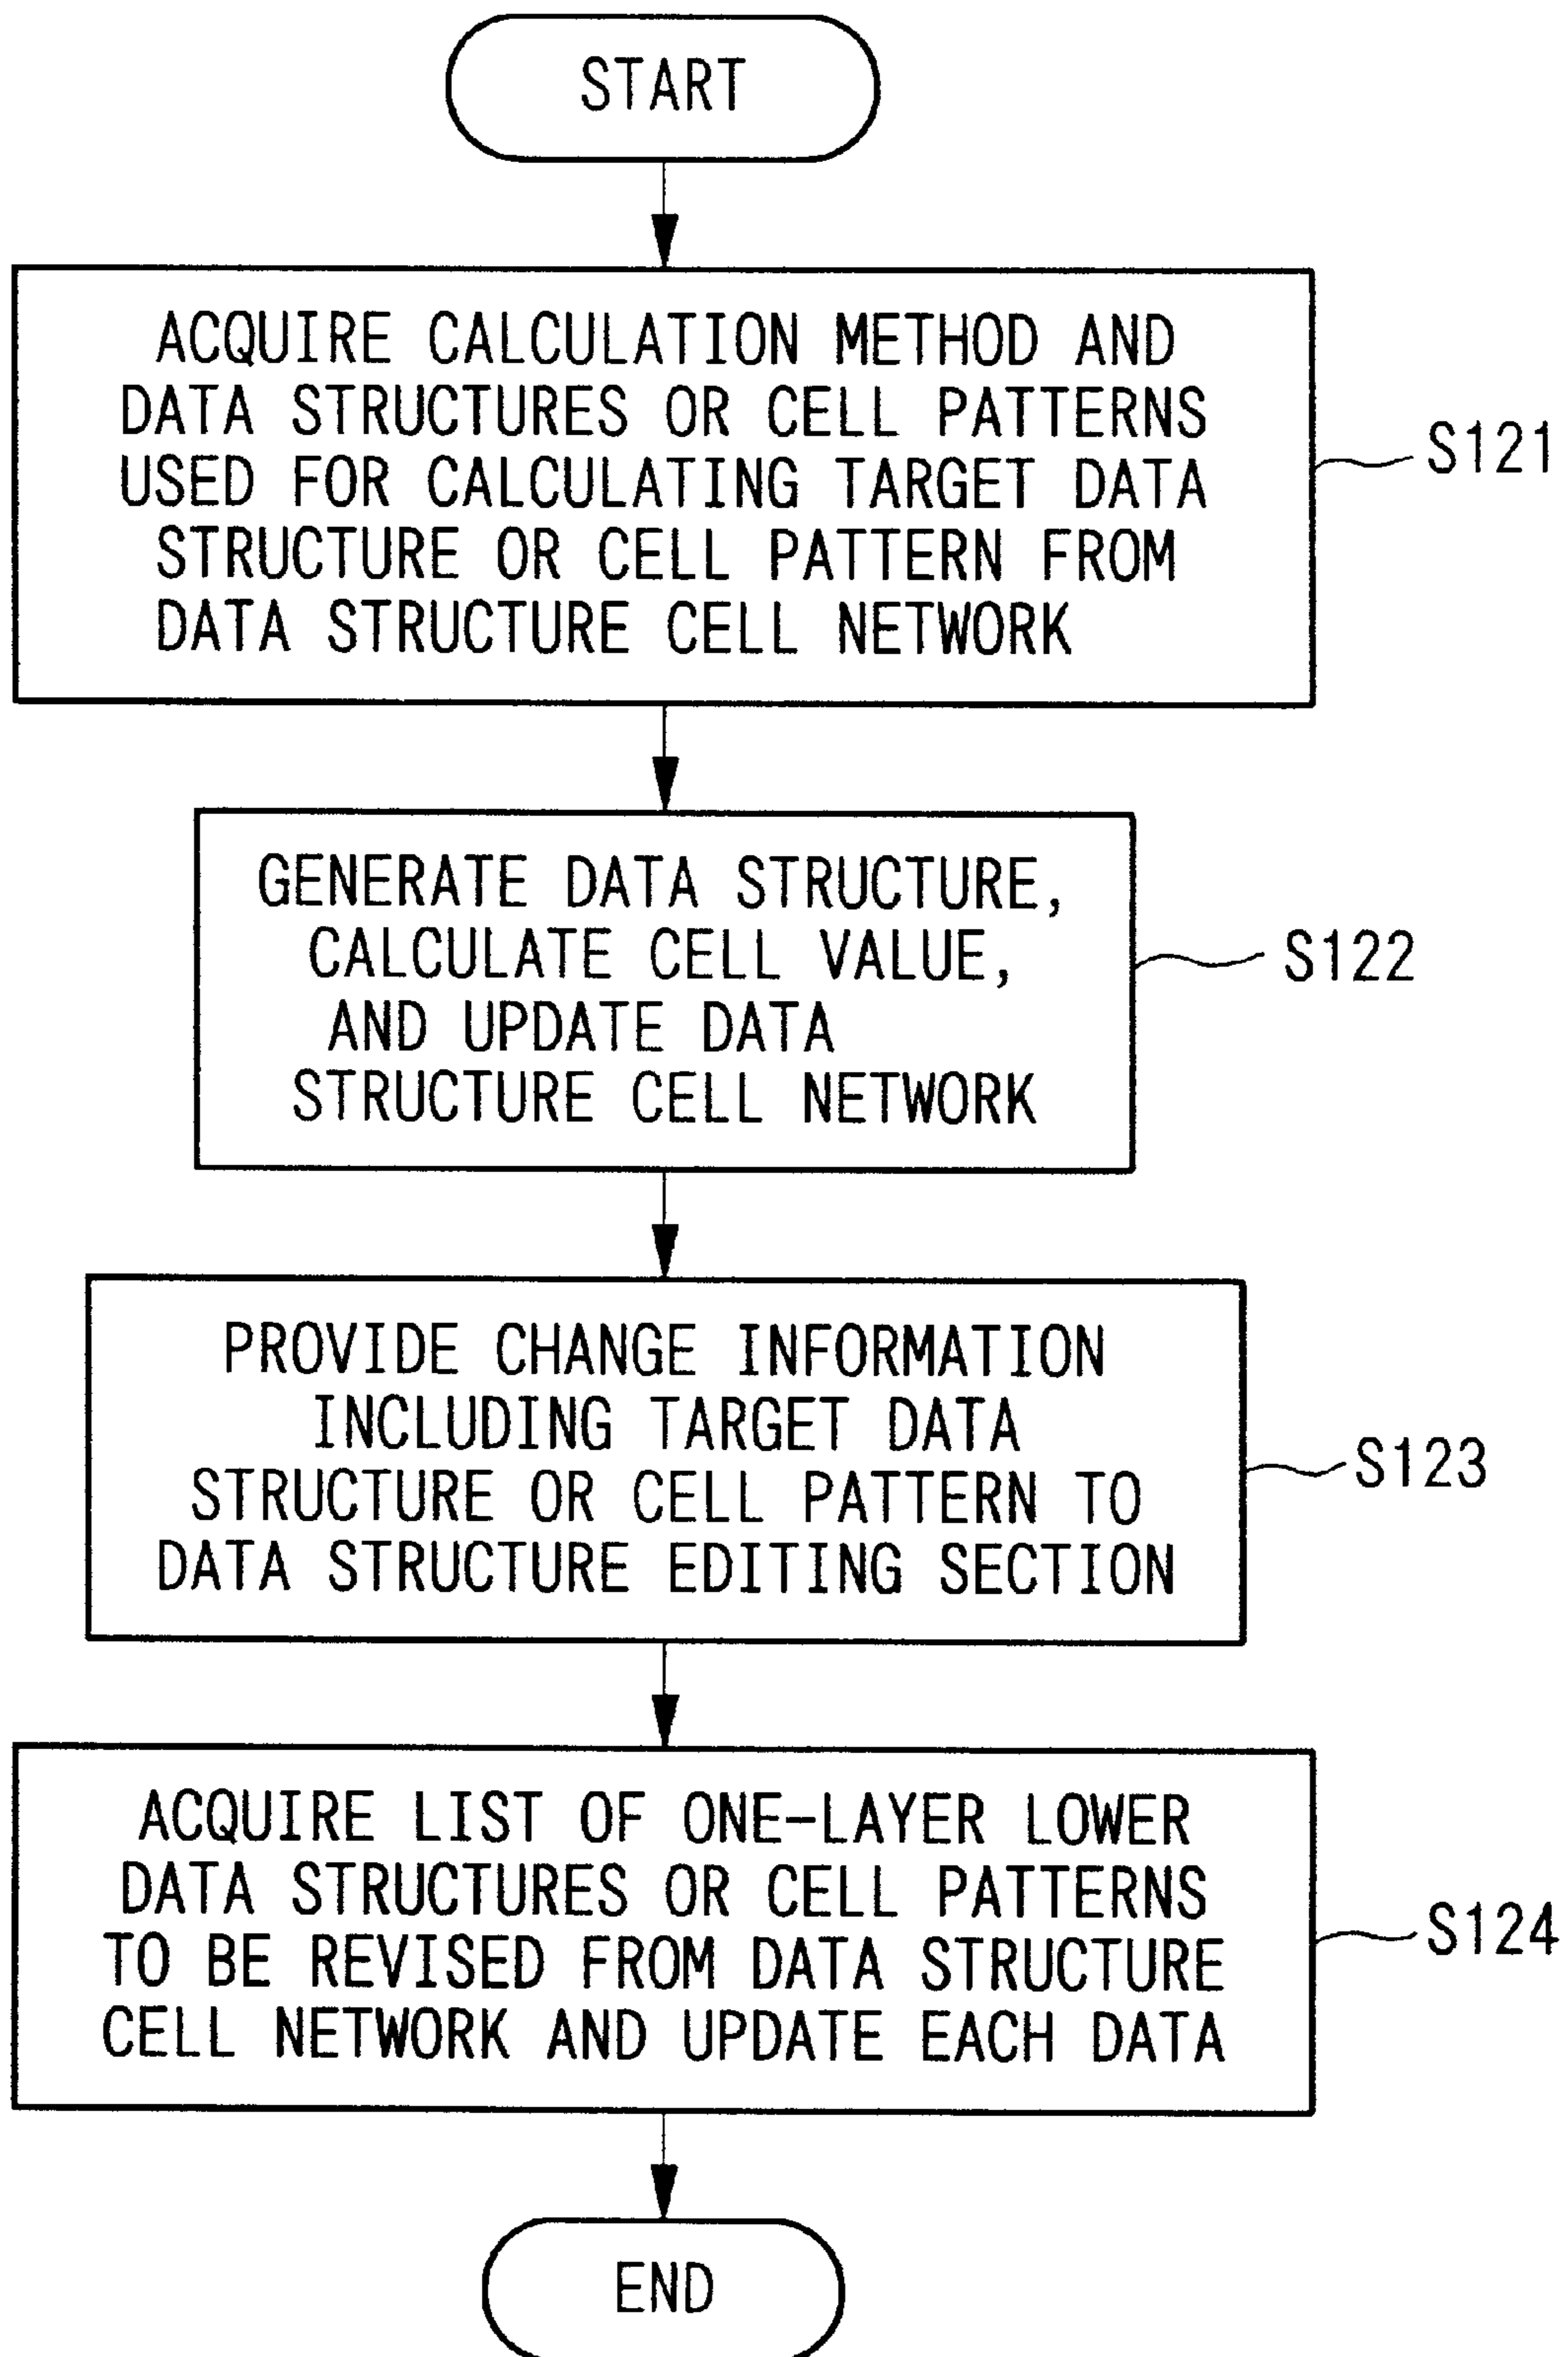 START
ACQUIRE CALCULATION METHOD AND
DATA STRUCTURES OR CELL PATTERNS
USED FOR CALCULATING TARGET DATA
STRUCTURE OR CELL PATTERN FROM
DATA STRUCTURE CELL NETWORK
S121
GENERATE DATA STRUCTURE,
CALCULATE CELL VALUE,
AND UPDATE DATA
STRUCTURE CELL NETWORK
S122
PROVIDE CHANGE INFORMATION
INCLUDING TARGET DATA
STRUCTURE OR CELL PATTERN TO
DATA STRUCTURE EDITING SECTION
S123
ACQUIRE LIST OF ONE-LAYER LOWER
DATA STRUCTURES OR CELL PATTERNS
TO BE REVISED FROM DATA STRUCTURE
CELL NETWORK AND UPDATE EACH DATA
S124
END